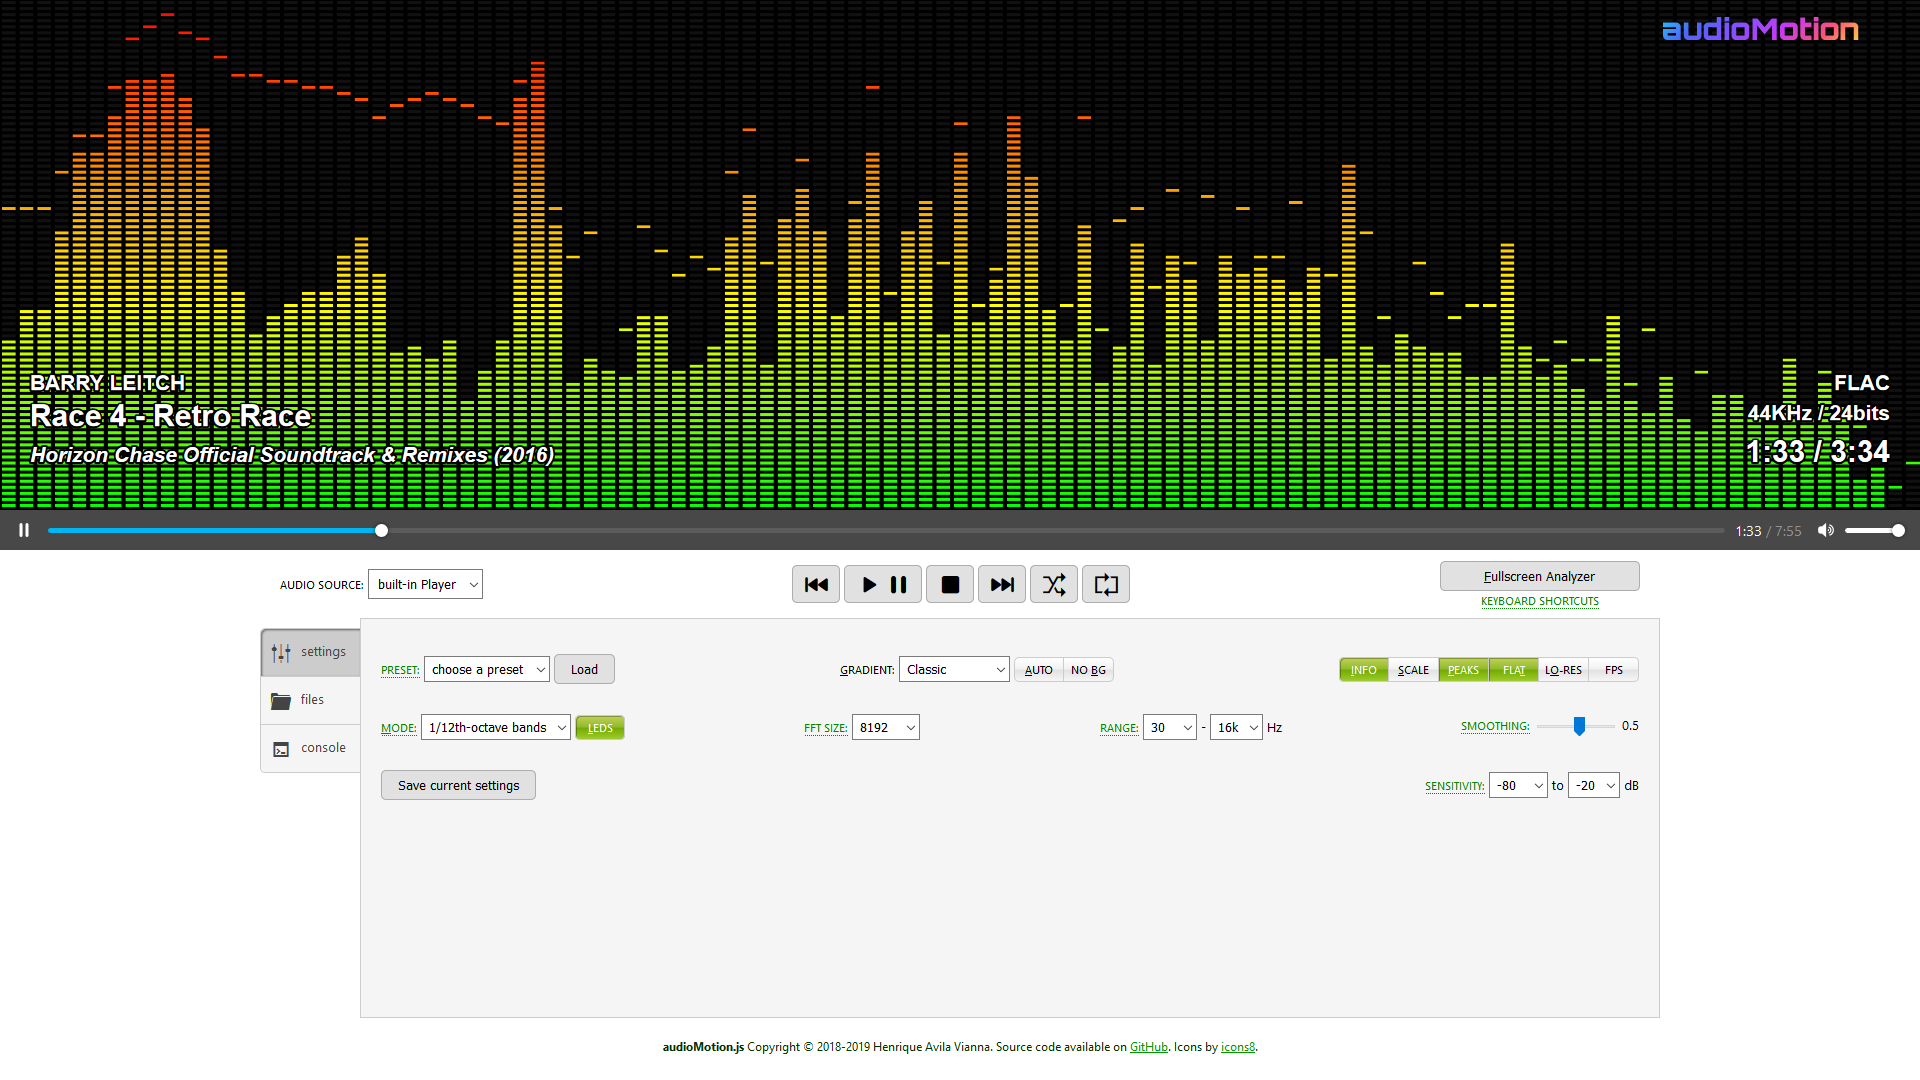 audioMotion
BARRY LEITCH
Race 4 - Retro Race
Horizon Chase Official Soundtrack & Remixes (2016)
FLAC
44KHz / 24bits
1:33 / 3:34
1:33 / 7:55
AUDIO SOURCE: built-in Player
Fullscreen Analyzer
KEYBOARD SHORTCUTS
settings
files
console
PRESET: choose a preset Load
GRADIENT: Classic AUTO NO BG
INFO SCALE PEAKS FLAT LO-RES FPS
MODE: 1/12th-octave bands LEDS
FFT SIZE: 8192
RANGE: 30 - 16k Hz
SMOOTHING: 0.5
Save current settings
SENSITIVITY: -80 to -20 dB
audioMotion.js Copyright © 2018-2019 Henrique Avila Vianna. Source code available on GitHub. Icons by icons8.